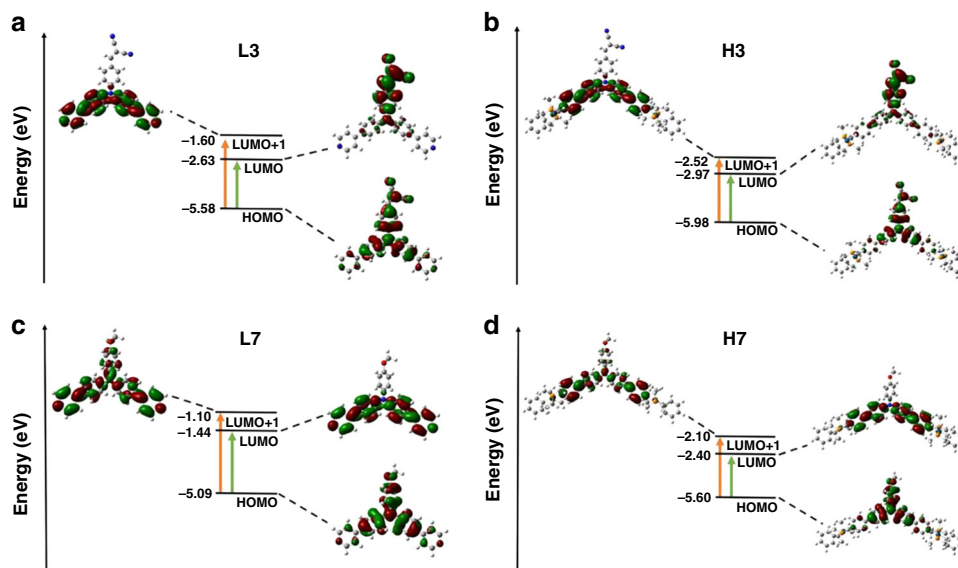 a
L3
Energy (eV)
−1.60
LUMO+1
−2.63
LUMO
−5.58
HOMO
b
H3
Energy (eV)
−2.52
LUMO+1
−2.97
LUMO
−5.98
HOMO
c
L7
Energy (eV)
−1.10
LUMO+1
−1.44
LUMO
−5.09
HOMO
d
H7
Energy (eV)
−2.10
LUMO+1
−2.40
LUMO
−5.60
HOMO